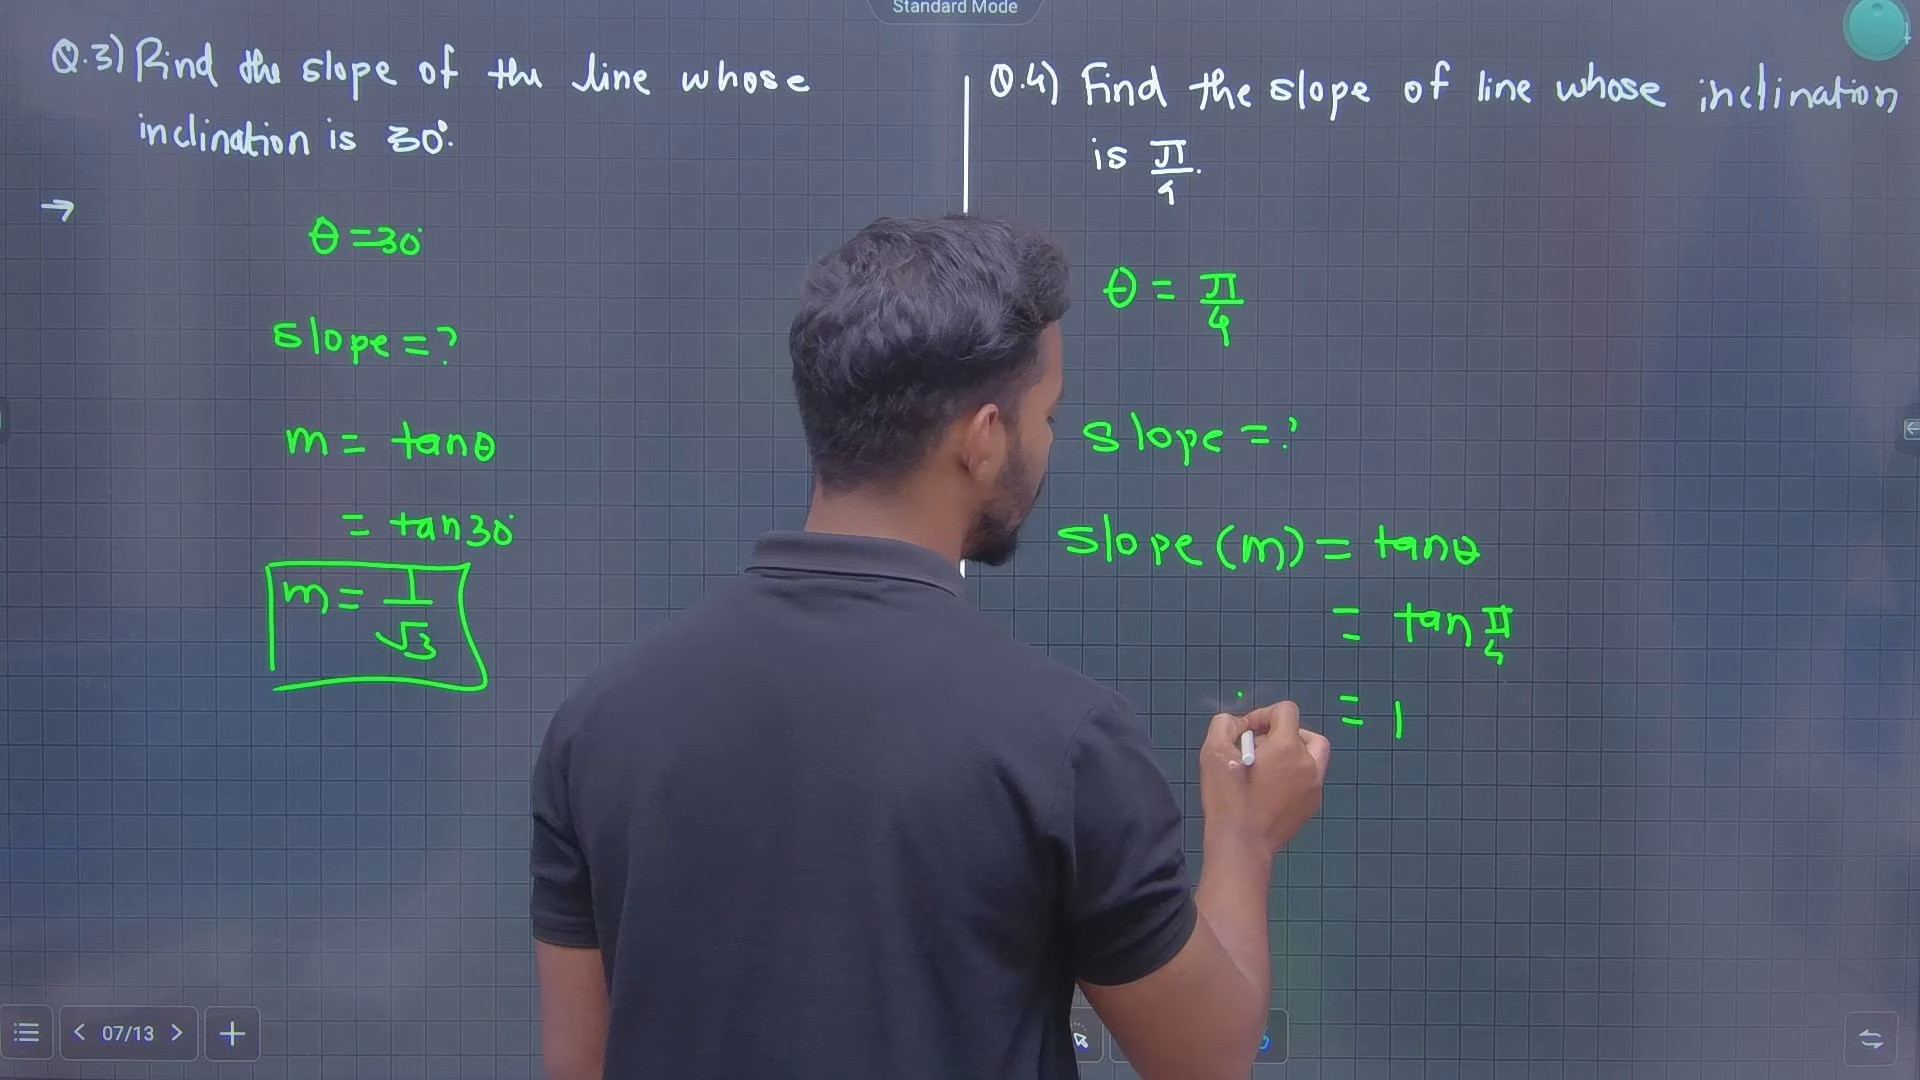 Standard Mode
Q.3) Find the slope of the line whose
inclination is 30°.
→
θ = 30°
slope = ?
m = tanθ
= tan30°
m = 1/√3
Q.4) Find the slope of line whose inclination
is π/4.
θ = π/4
slope = ?
slope (m) = tanθ
= tan π/4
= 1
07/13